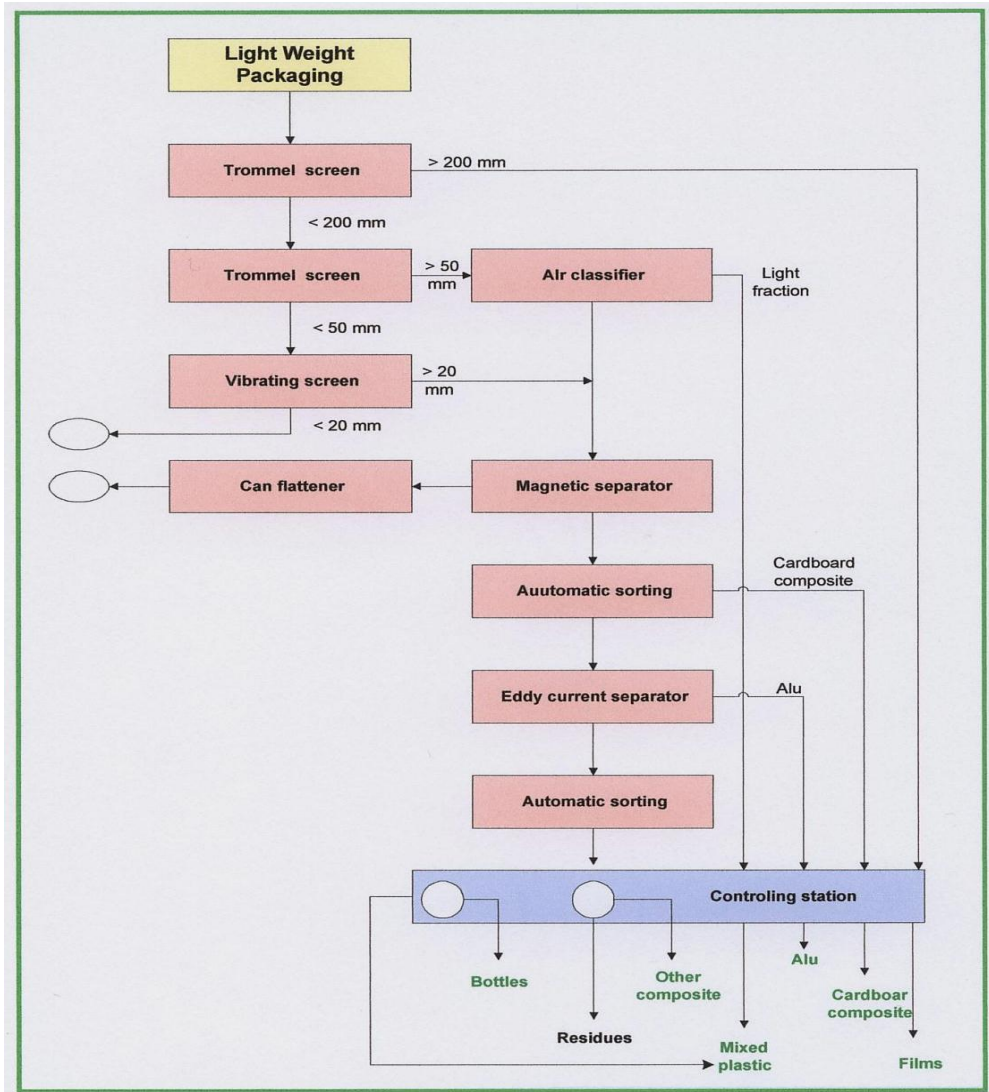 Light Weight
Packaging
Trommel screen
> 200 mm
< 200 mm
Trommel screen
> 50
mm
AIr classifier
Light
fraction
< 50 mm
Vibrating screen
> 20
mm
< 20 mm
Can flattener
Magnetic separator
Cardboard
composite
Auutomatic sorting
Eddy current separator
Alu
Automatic sorting
Controling station
Bottles
Other
composite
Alu
Cardboar
composite
Residues
Mixed
plastic
Films